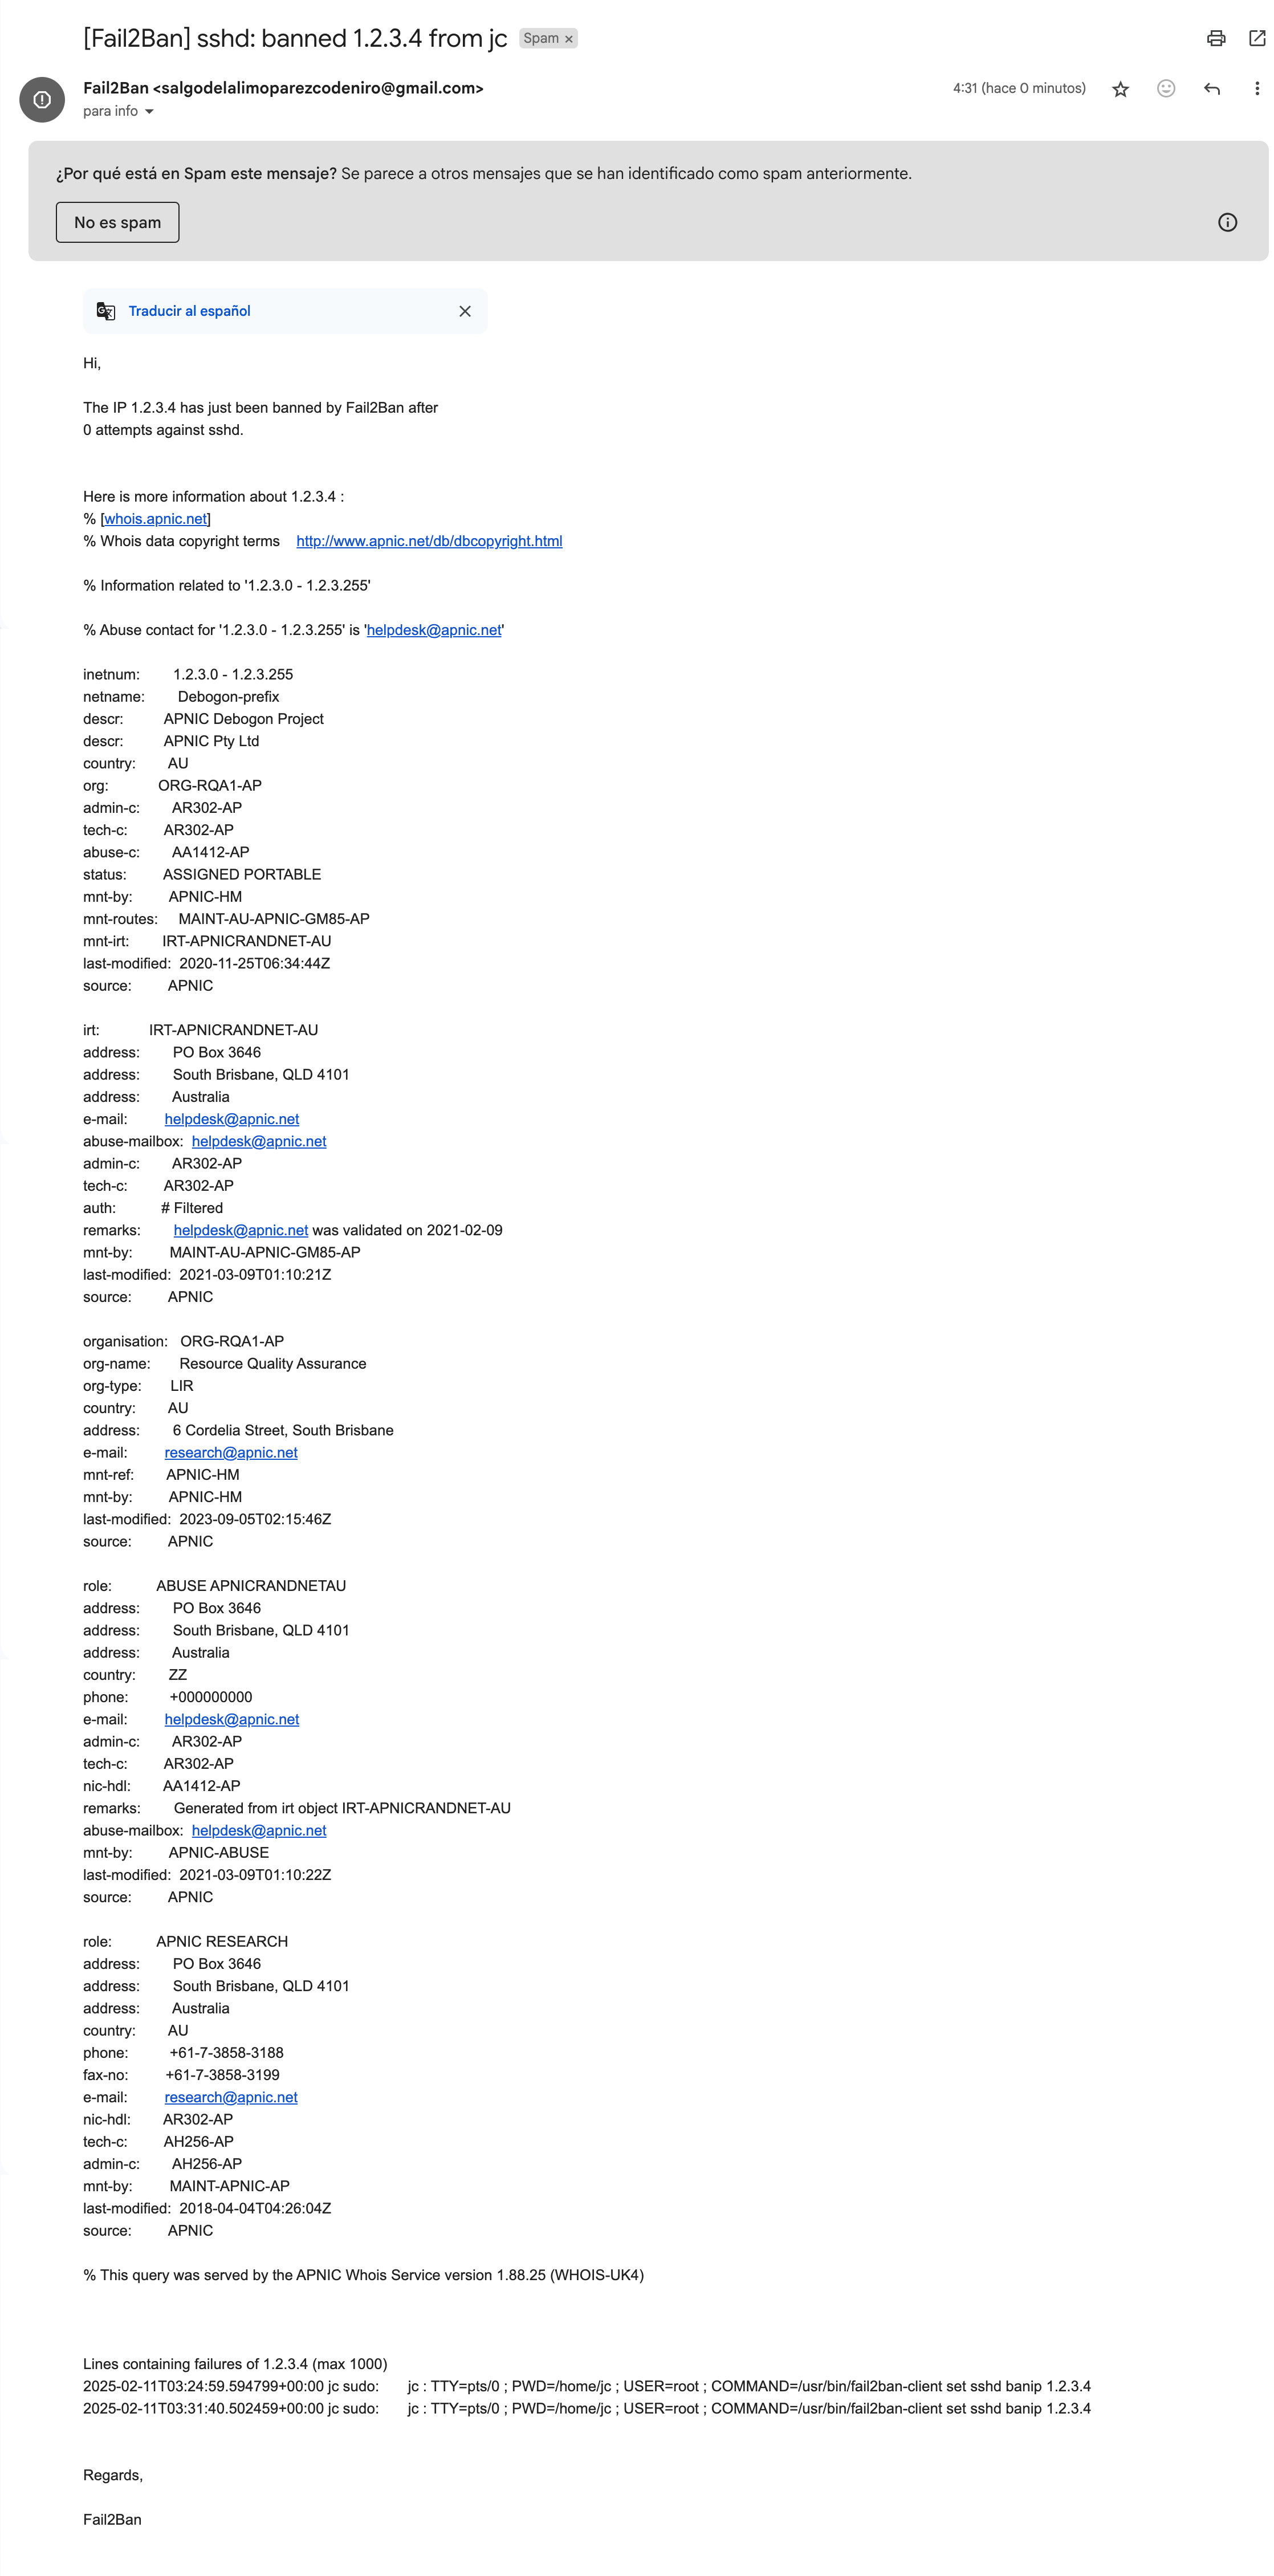 [Fail2Ban] sshd: banned 1.2.3.4 from jc Spam ×
Fail2Ban <salgodelalimoparezcodeniro@gmail.com>
4:31 (hace 0 minutos)
para info
¿Por qué está en Spam este mensaje? Se parece a otros mensajes que se han identificado como spam anteriormente.
No es spam
Traducir al español
Hi,
The IP 1.2.3.4 has just been banned by Fail2Ban after
0 attempts against sshd.
Here is more information about 1.2.3.4 :
% [whois.apnic.net]
% Whois data copyright terms http://www.apnic.net/db/dbcopyright.html
% Information related to '1.2.3.0 - 1.2.3.255'
% Abuse contact for '1.2.3.0 - 1.2.3.255' is 'helpdesk@apnic.net'
inetnum: 1.2.3.0 - 1.2.3.255
netname: Debogon-prefix
descr: APNIC Debogon Project
descr: APNIC Pty Ltd
country: AU
org: ORG-RQA1-AP
admin-c: AR302-AP
tech-c: AR302-AP
abuse-c: AA1412-AP
status: ASSIGNED PORTABLE
mnt-by: APNIC-HM
mnt-routes: MAINT-AU-APNIC-GM85-AP
mnt-irt: IRT-APNICRANDNET-AU
last-modified: 2020-11-25T06:34:44Z
source: APNIC
irt: IRT-APNICRANDNET-AU
address: PO Box 3646
address: South Brisbane, QLD 4101
address: Australia
e-mail: helpdesk@apnic.net
abuse-mailbox: helpdesk@apnic.net
admin-c: AR302-AP
tech-c: AR302-AP
auth: # Filtered
remarks: helpdesk@apnic.net was validated on 2021-02-09
mnt-by: MAINT-AU-APNIC-GM85-AP
last-modified: 2021-03-09T01:10:21Z
source: APNIC
organisation: ORG-RQA1-AP
org-name: Resource Quality Assurance
org-type: LIR
country: AU
address: 6 Cordelia Street, South Brisbane
e-mail: research@apnic.net
mnt-ref: APNIC-HM
mnt-by: APNIC-HM
last-modified: 2023-09-05T02:15:46Z
source: APNIC
role: ABUSE APNICRANDNETAU
address: PO Box 3646
address: South Brisbane, QLD 4101
address: Australia
country: ZZ
phone: +000000000
e-mail: helpdesk@apnic.net
admin-c: AR302-AP
tech-c: AR302-AP
nic-hdl: AA1412-AP
remarks: Generated from irt object IRT-APNICRANDNET-AU
abuse-mailbox: helpdesk@apnic.net
mnt-by: APNIC-ABUSE
last-modified: 2021-03-09T01:10:22Z
source: APNIC
role: APNIC RESEARCH
address: PO Box 3646
address: South Brisbane, QLD 4101
address: Australia
country: AU
phone: +61-7-3858-3188
fax-no: +61-7-3858-3199
e-mail: research@apnic.net
nic-hdl: AR302-AP
tech-c: AH256-AP
admin-c: AH256-AP
mnt-by: MAINT-APNIC-AP
last-modified: 2018-04-04T04:26:04Z
source: APNIC
% This query was served by the APNIC Whois Service version 1.88.25 (WHOIS-UK4)
Lines containing failures of 1.2.3.4 (max 1000)
2025-02-11T03:24:59.594799+00:00 jc sudo: jc : TTY=pts/0 ; PWD=/home/jc ; USER=root ; COMMAND=/usr/bin/fail2ban-client set sshd banip 1.2.3.4
2025-02-11T03:31:40.502459+00:00 jc sudo: jc : TTY=pts/0 ; PWD=/home/jc ; USER=root ; COMMAND=/usr/bin/fail2ban-client set sshd banip 1.2.3.4
Regards,
Fail2Ban